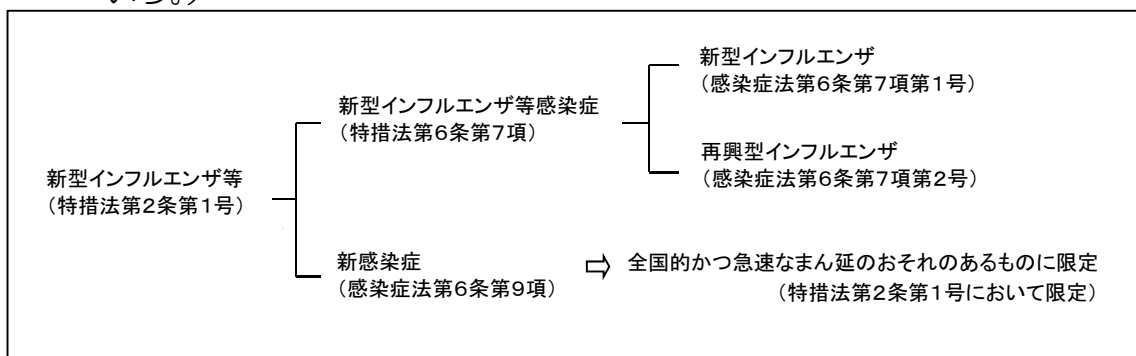 いう。)
新型インフルエンザ等
(特措法第2条第1号)
新型インフルエンザ等感染症
(特措法第6条第7項)
新型インフルエンザ
(感染症法第6条第7項第1号)
再興型インフルエンザ
(感染症法第6条第7項第2号)
新感染症
(感染症法第6条第9項)
⇨ 全国的かつ急速なまん延のおそれのあるものに限定
(特措法第2条第1号において限定)